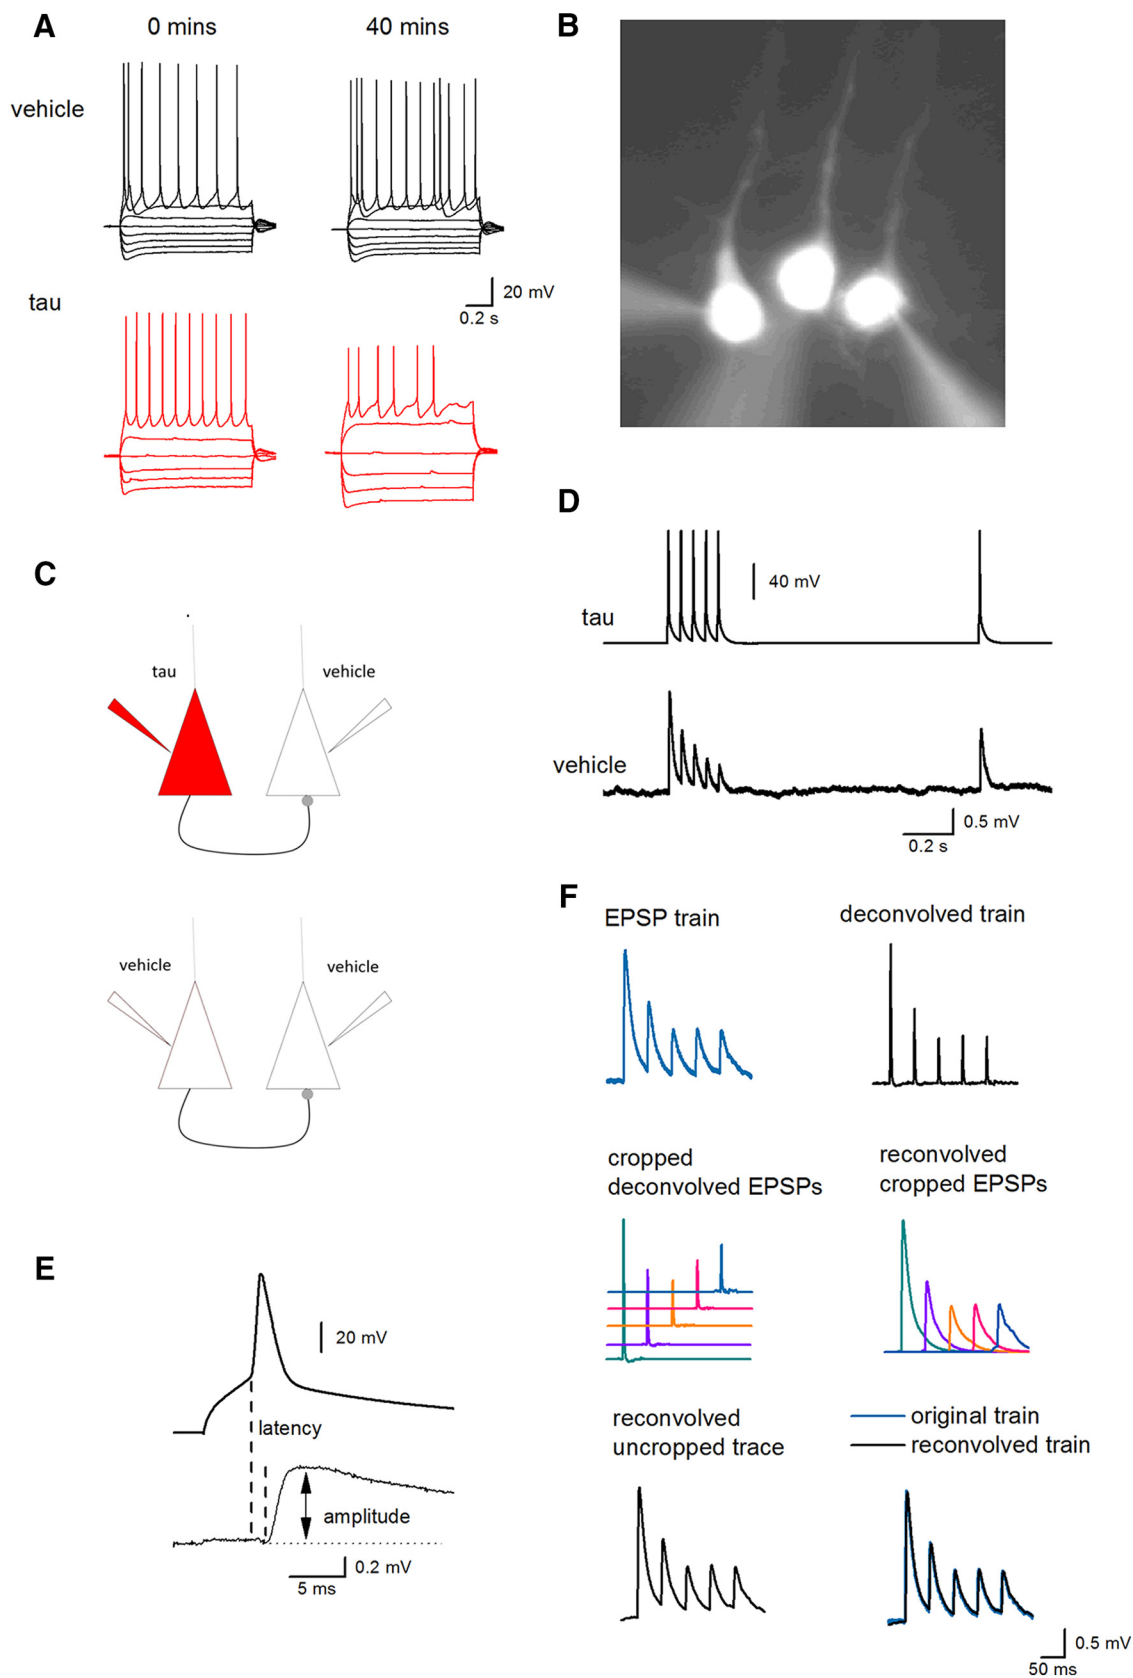 A
0 mins
40 mins
vehicle
20 mV
0.2 s
tau
B
C
tau
vehicle
vehicle
vehicle
D
40 mV
tau
vehicle
0.5 mV
0.2 s
E
20 mV
latency
amplitude
0.2 mV
5 ms
F
EPSP train
deconvolved train
cropped
deconvolved EPSPs
reconvolved
cropped EPSPs
reconvolved
uncropped trace
original train
reconvolved train
0.5 mV
50 ms